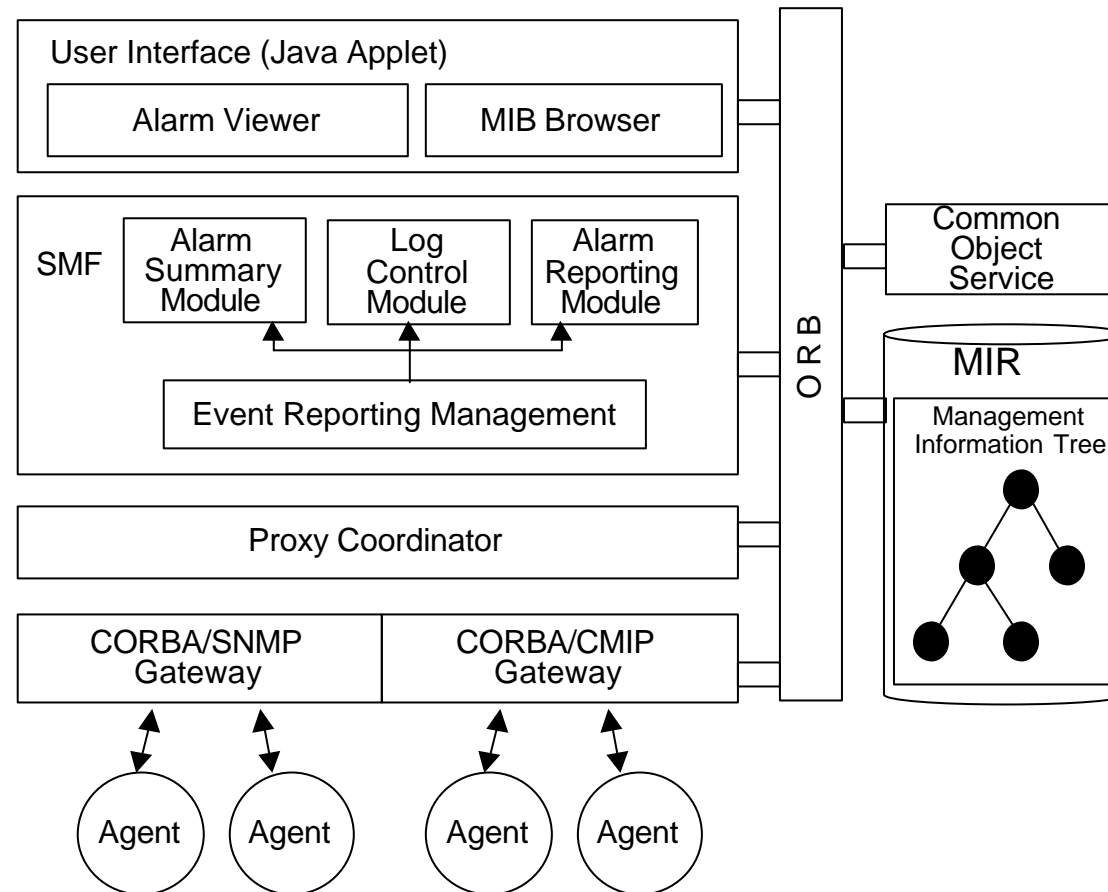 User Interface (Java Applet)
Alarm Viewer
MIB Browser
SMF
Alarm
Summary
Module
Log
Control
Module
Alarm
Reporting
Module
Event Reporting Management
Proxy Coordinator
CORBA/SNMP
Gateway
CORBA/CMIP
Gateway
Agent
Agent
Agent
Agent
ORB
Common
Object
Service
MIR
Management
Information Tree